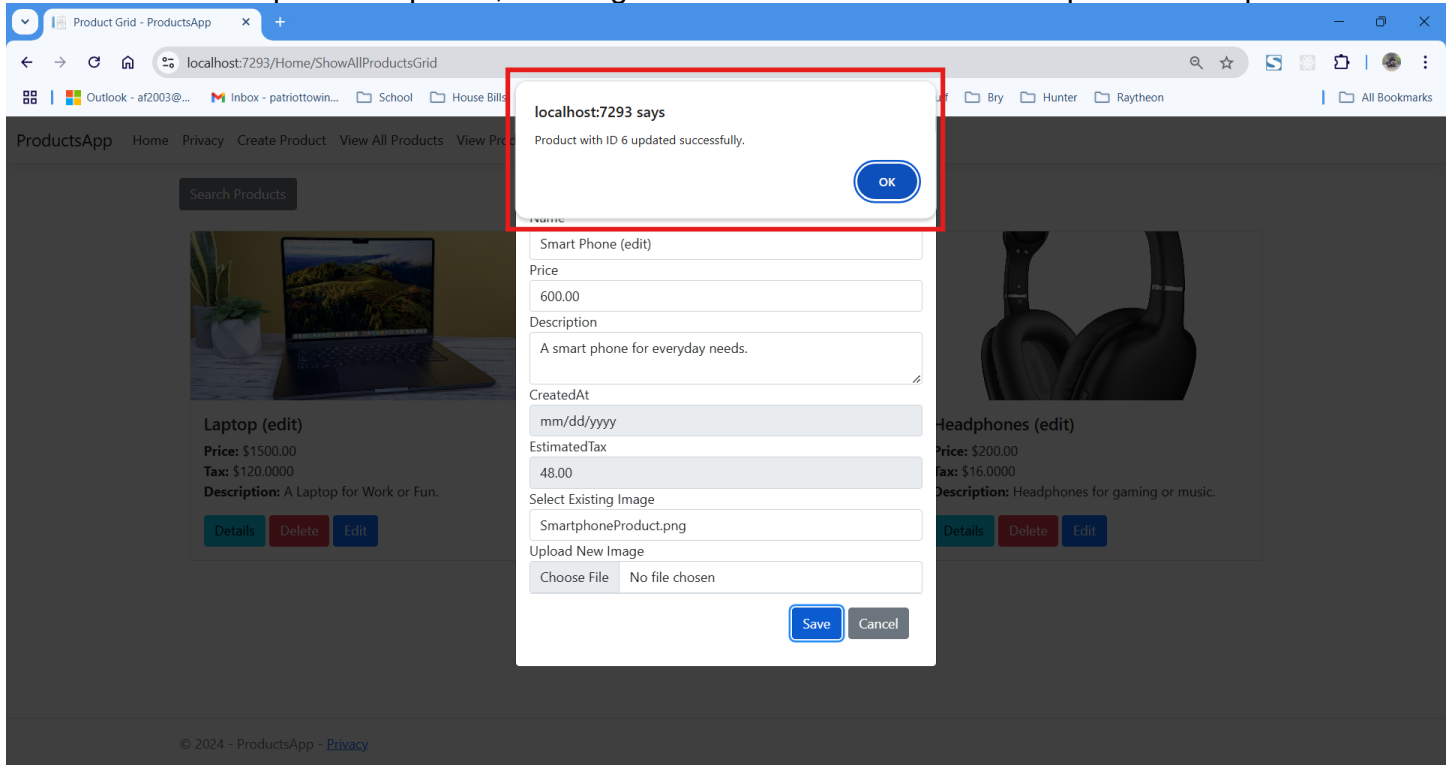 Product Grid - ProductsApp
localhost:7293/Home/ShowAllProductsGrid
Outlook - af2003@... Inbox - patriottowin... School House Bills Bry Hunter Raytheon All Bookmarks
localhost:7293 says
Product with ID 6 updated successfully.
OK
ProductsApp Home Privacy Create Product View All Products View
Search Products
Name
Smart Phone (edit)
Price
600.00
Description
A smart phone for everyday needs.
CreatedAt
mm/dd/yyyy
EstimatedTax
48.00
Select Existing Image
SmartphoneProduct.png
Upload New Image
Choose File No file chosen
Save Cancel
Laptop (edit)
Price: $1500.00
Tax: $120.0000
Description: A Laptop for Work or Fun.
Details Delete Edit
Headphones (edit)
Price: $200.00
Tax: $16.0000
Description: Headphones for gaming or music.
Details Delete Edit
© 2024 - ProductsApp - Privacy